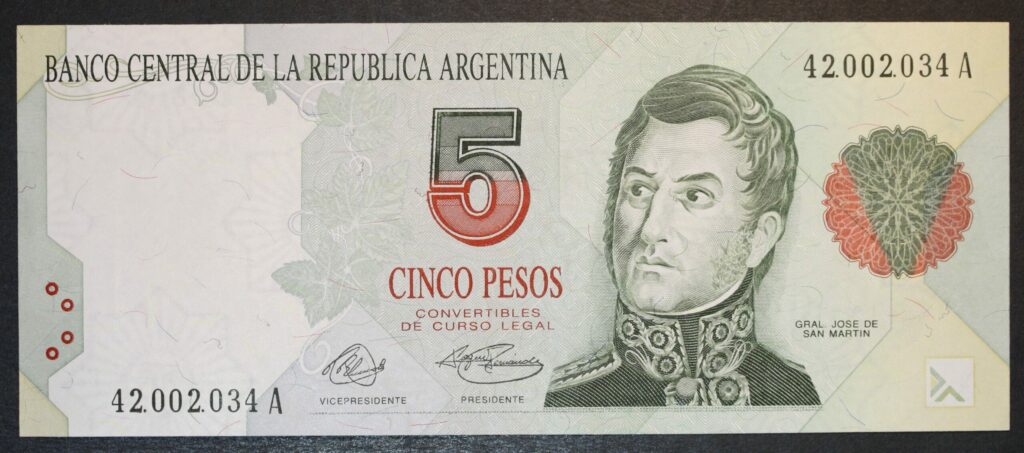 BANCO CENTRAL DE LA REPUBLICA ARGENTINA
42.002.034 A
5
CINCO PESOS
CONVERTIBLES
DE CURSO LEGAL
GRAL. JOSE DE
SAN MARTIN
VICEPRESIDENTE
PRESIDENTE
42.002.034 A